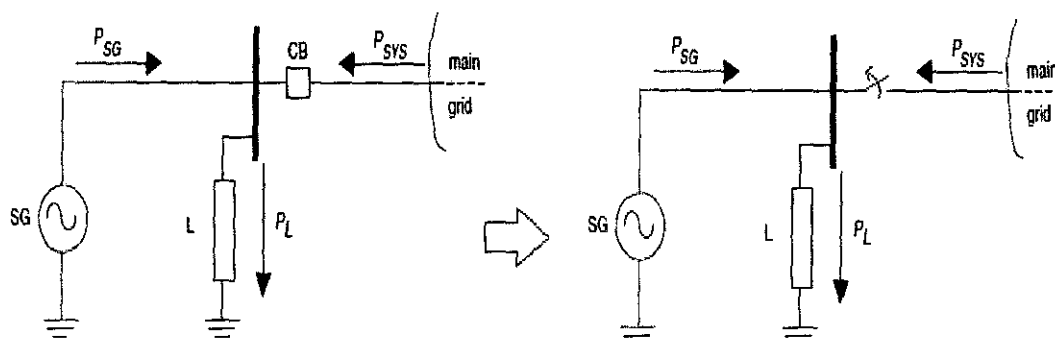 P_SG
CB
P_SYS
main
grid
SG
L
P_L
P_SG
P_SYS
main
grid
SG
L
P_L